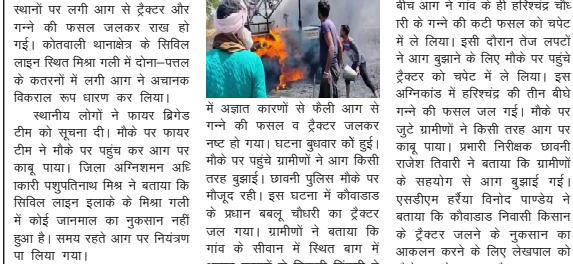 स्थानों पर लगी आग से ट्रैक्टर और
गन्ने की फसल जलकर राख हो
गई। कोतवाली थानाक्षेत्र के सिविल
लाइन स्थित मिश्रा गली में दोना–पत्तल
के कतरनों में लगी आग ने अचानक
विकराल रूप धारण कर लिया।
स्थानीय लोगों ने फायर ब्रिगेड
टीम को सूचना दी। मौके पर फायर
टीम ने मौके पर पहुंच कर आग पर
काबू पाया। जिला अग्निशमन अधि
ाकारी पशुपतिनाथ मिश्र ने बताया कि
सिविल लाइन इलाके के मिश्रा गली
में कोई जानमाल का नुकसान नहीं
हुआ है। समय रहते आग पर नियंत्रण
पा लिया गया।
में अज्ञात कारणों से फैली आग से
गन्ने की फसल व ट्रैक्टर जलकर
नष्ट हो गया। घटना बुधवार कों हुई।
मौके पर पहुंचे ग्रामीणों ने आग किसी
तरह बुझाई। छावनी पुलिस मौके पर
मौजूद रही। इस घटना में कौवाडाड
के प्रधान बबलू चौधरी का ट्रैक्टर
जल गया। ग्रामीणों ने बताया कि
गांव के सीवान में स्थित बाग में
बीच आग ने गांव के ही हरिश्चंद्र चौध
री के गन्ने की कटी फसल को चपेट
में ले लिया। इसी दौरान तेज लपटों
ने आग बुझाने के लिए मौके पर पहुंचे
ट्रैक्टर को चपेट में ले लिया। इस
अग्निकांड में हरिश्चंद्र की तीन बीघे
गन्ने की फसल जल गई। मौके पर
जुटे ग्रामीणों ने किसी तरह आग पर
काबू पाया। प्रभारी निरीक्षक छावनी
राजेश तिवारी ने बताया कि ग्रामीणों
के सहयोग से आग बुझाई गई।
एसडीएम हर्रैया विनोद पाण्डेय ने
बताया कि कौवाडाड निवासी किसान
के ट्रैक्टर जलने के नुकसान का
आकलन करने के लिए लेखपाल को